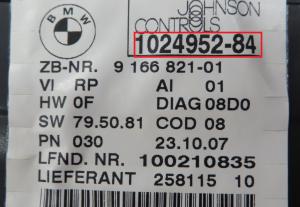 BMW
JOHNSON
CONTROLS
1024952-84
ZB-NR. 9 166 821-01
VI RP AI 01
HW 0F DIAG 08D0
SW 79.50.81 COD 08
PN 030 23.10.07
LFND. NR. 100210835
LIEFERANT 258115 10